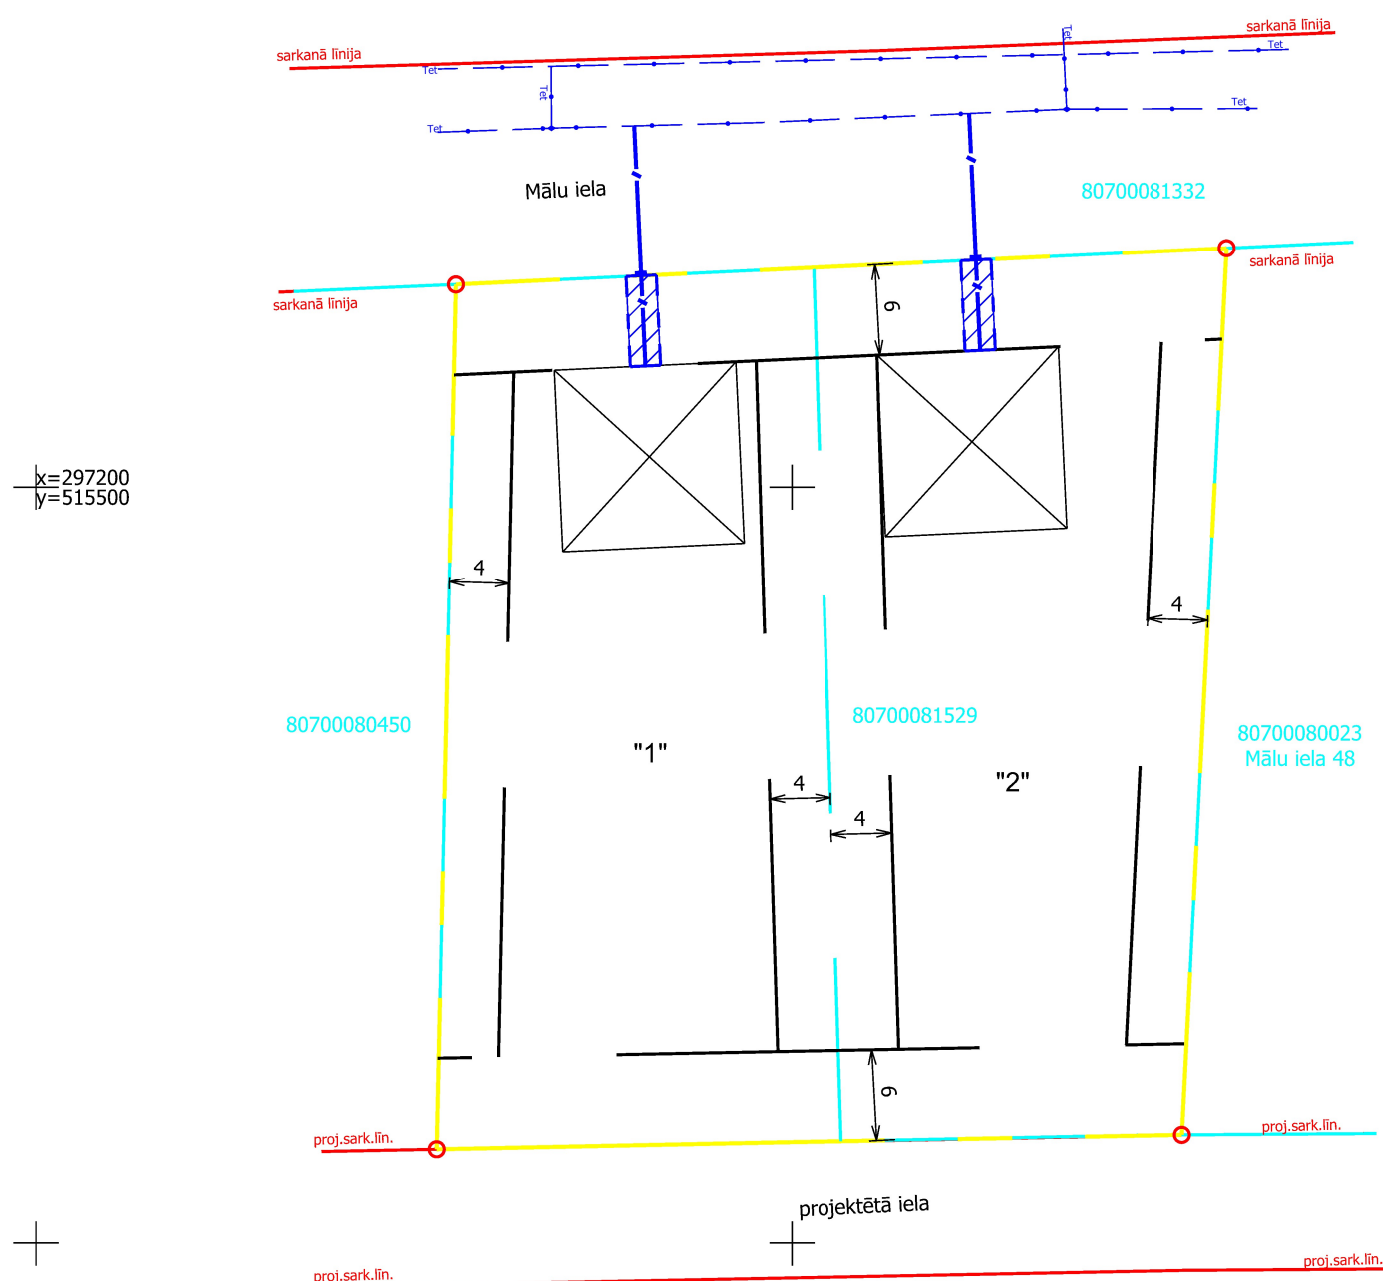 sarkanā līnija
sarkanā līnija
Tet
Tet
Tet
Tet
Tet
Tet
Mālu iela
80700081332
sarkanā līnija
sarkanā līnija
6
x=297200
y=515500
4
4
80700080450
80700081529
80700080023
Mālu iela 48
"1"
"2"
4
4
6
proj.sark.līn.
proj.sark.līn.
projektētā iela
proj.sark.līn.
proj.sark.līn.